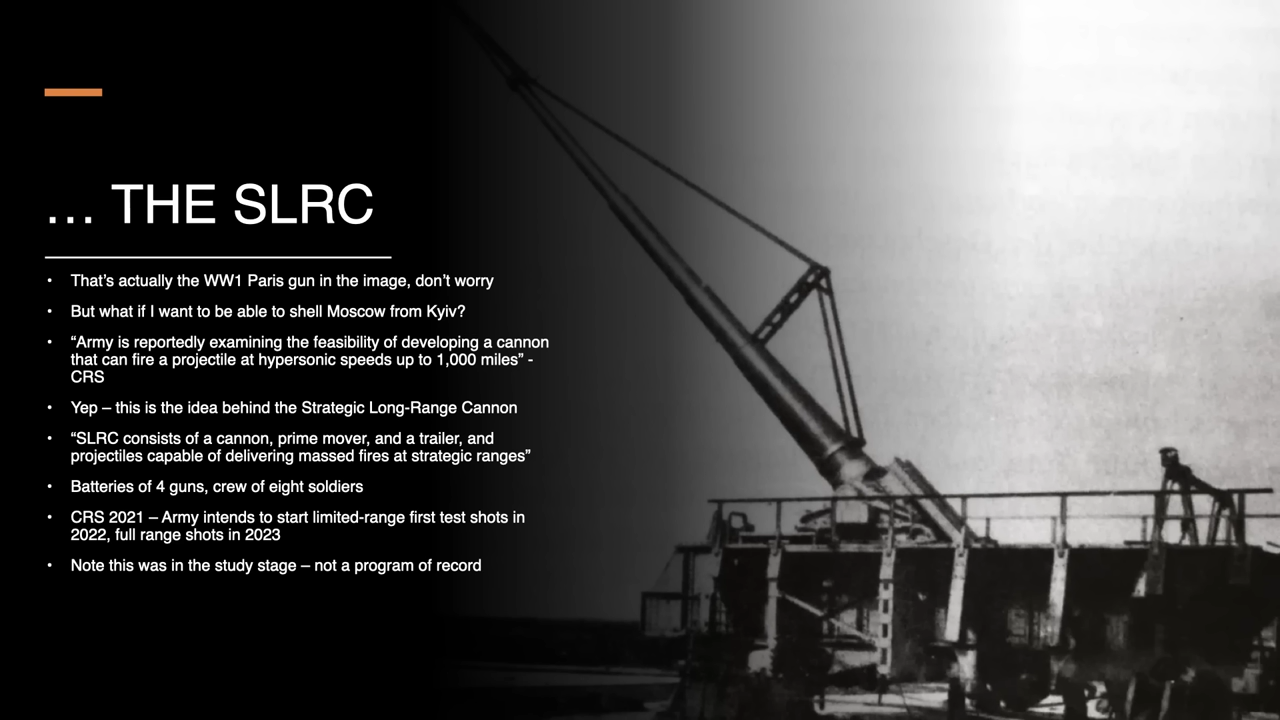 … THE SLRC
• That’s actually the WW1 Paris gun in the image, don’t worry
• But what if I want to be able to shell Moscow from Kyiv?
• “Army is reportedly examining the feasibility of developing a cannon
that can fire a projectile at hypersonic speeds up to 1,000 miles” -
CRS
• Yep – this is the idea behind the Strategic Long-Range Cannon
• “SLRC consists of a cannon, prime mover, and a trailer, and
projectiles capable of delivering massed fires at strategic ranges”
• Batteries of 4 guns, crew of eight soldiers
• CRS 2021 – Army intends to start limited-range first test shots in
2022, full range shots in 2023
• Note this was in the study stage – not a program of record